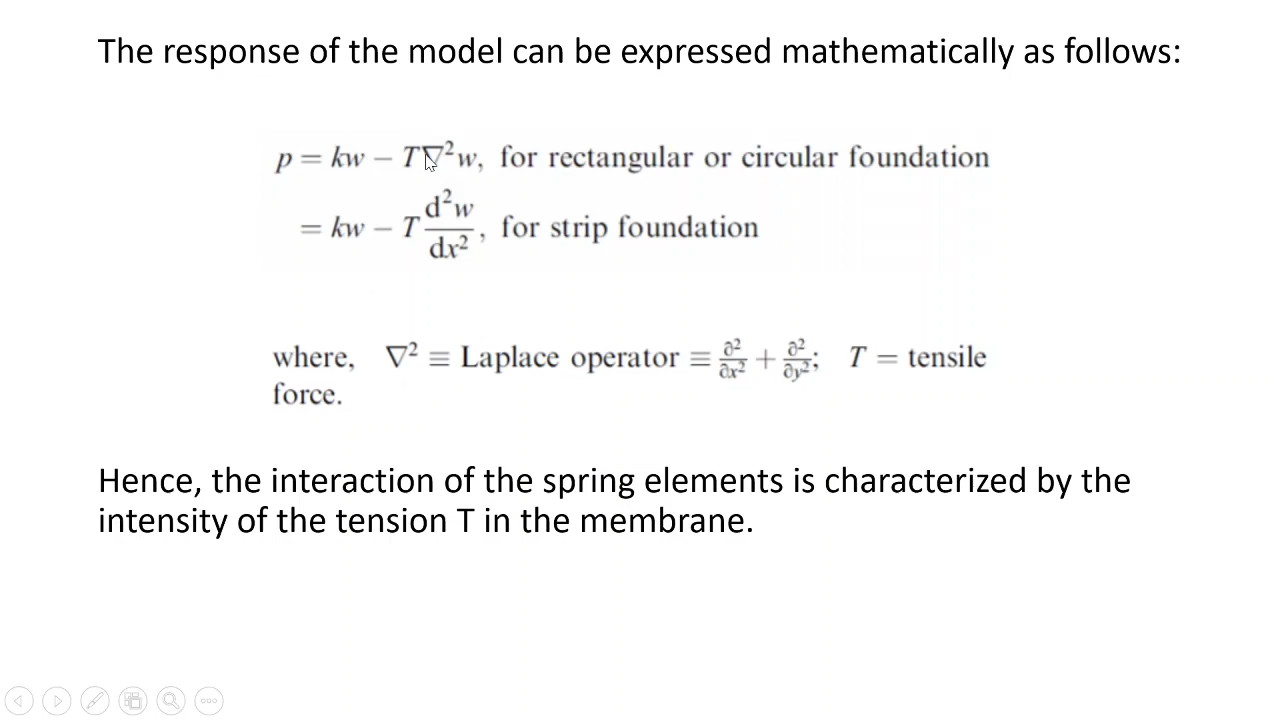 The response of the model can be expressed mathematically as follows:
p = kw − T∇²w, for rectangular or circular foundation
= kw − T d²w/dx², for strip foundation
where, ∇² ≡ Laplace operator ≡ ∂²/∂x² + ∂²/∂y²; T = tensile
force.
Hence, the interaction of the spring elements is characterized by the
intensity of the tension T in the membrane.